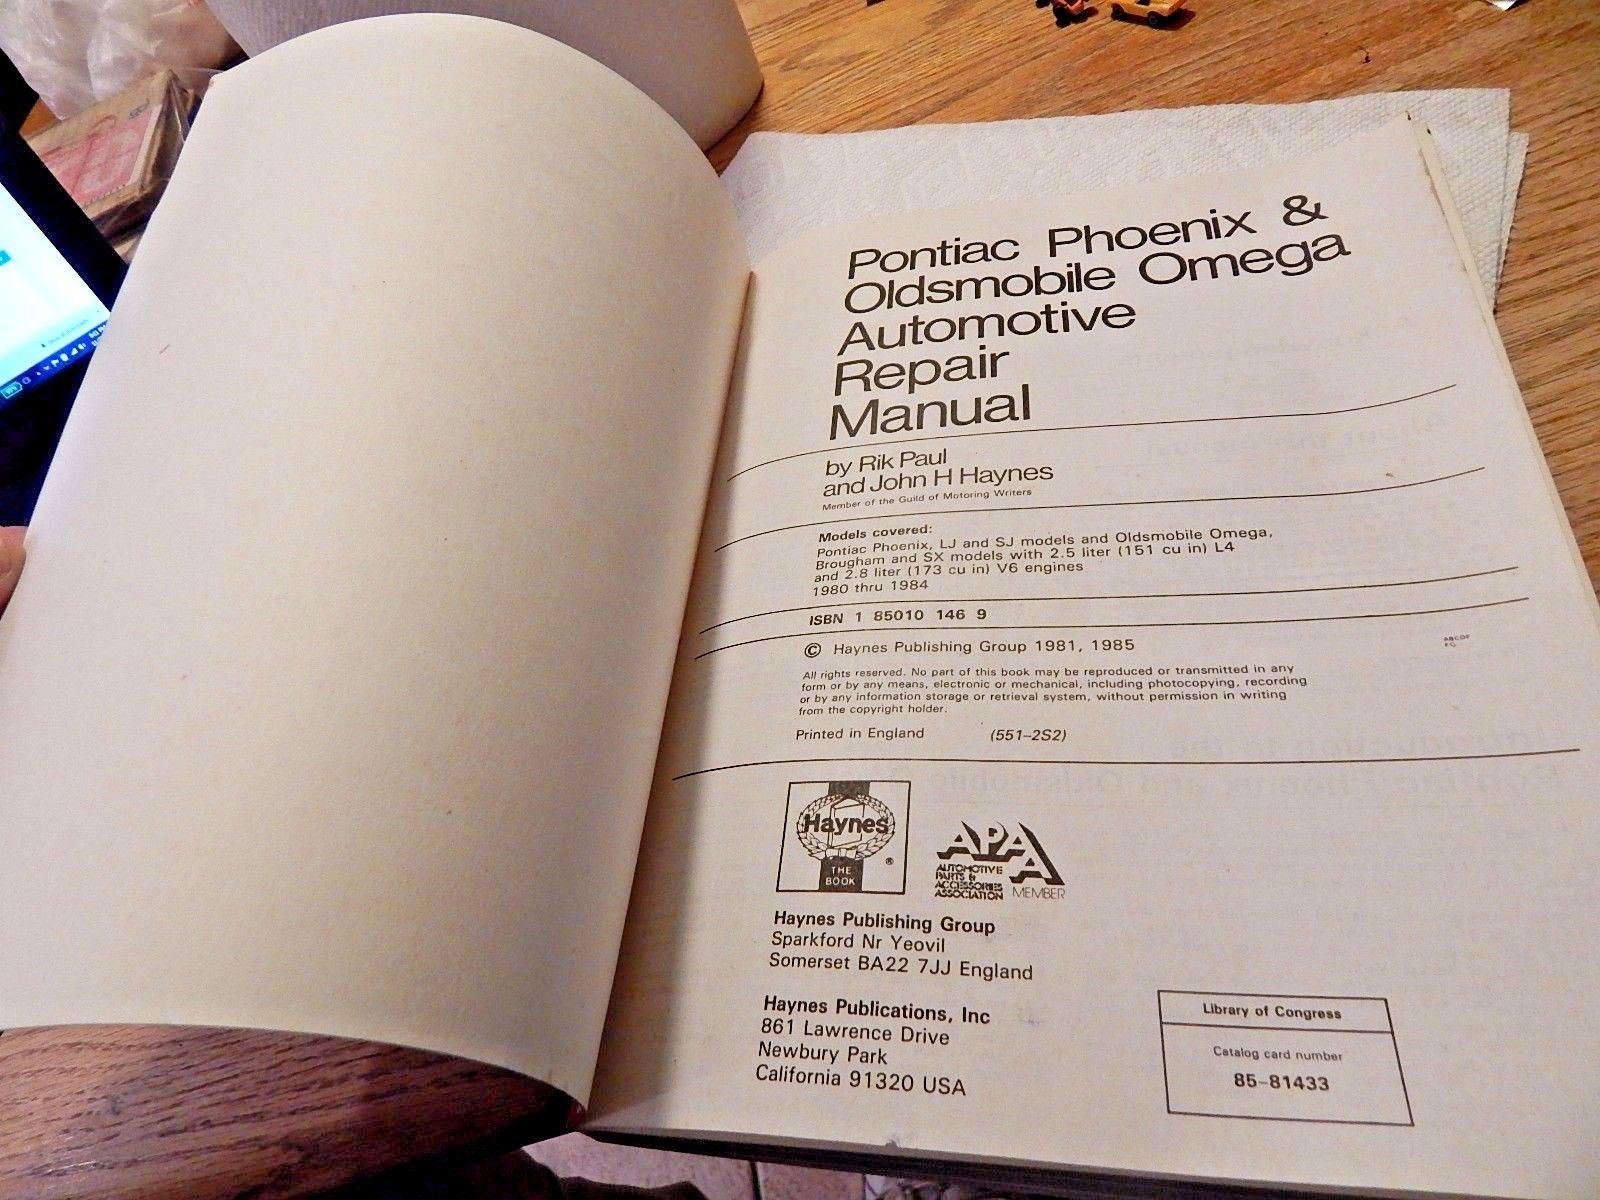 Pontiac Phoenix &
Oldsmobile Omega
Automotive
Repair
Manual
by Rik Paul
and John H Haynes
Member of the Guild of Motoring Writers
Models covered:
Pontiac Phoenix, LJ and SJ models and Oldsmobile Omega,
Brougham and SX models with 2.5 liter (151 cu in) L4
and 2.8 liter (173 cu in) V6 engines
1980 thru 1984
ISBN 1 85010 146 9
© Haynes Publishing Group 1981, 1985
ABCDF
FG
All rights reserved. No part of this book may be reproduced or transmitted in any
form or by any means, electronic or mechanical, including photocopying, recording
or by any information storage or retrieval system, without permission in writing
from the copyright holder.
Printed in England (551-2S2)
Haynes
®
THE
BOOK
APAA
AUTOMOTIVE
PARTS &
ACCESSORIES
ASSOCIATION
MEMBER
Haynes Publishing Group
Sparkford Nr Yeovil
Somerset BA22 7JJ England
Haynes Publications, Inc
861 Lawrence Drive
Newbury Park
California 91320 USA
Library of Congress
Catalog card number
85-81433